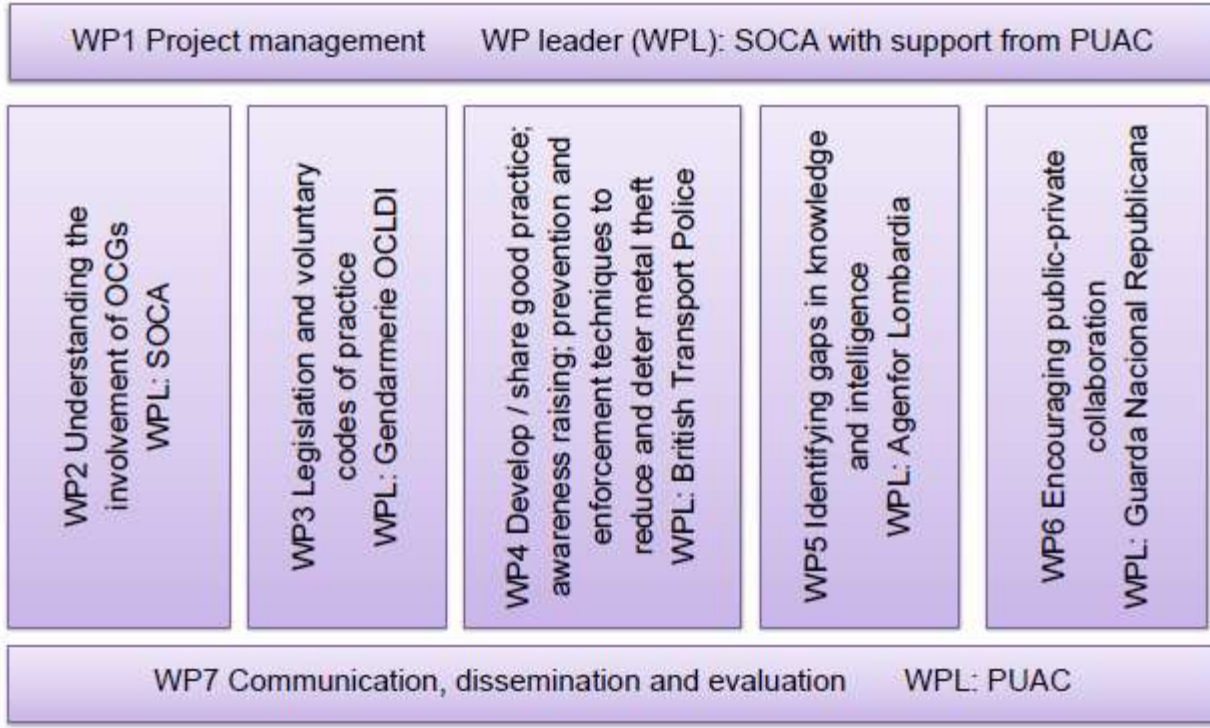 WP1 Project management WP leader (WPL): SOCA with support from PUAC
WP2 Understanding the
involvement of OCGs
WPL: SOCA
WP3 Legislation and voluntary
codes of practice
WPL: Gendarmerie OCLDI
WP4 Develop / share good practice;
awareness raising; prevention and
enforcement techniques to
reduce and deter metal theft
WPL: British Transport Police
WP5 Identifying gaps in knowledge
and intelligence
WPL: Agenfor Lombardia
WP6 Encouraging public-private
collaboration
WPL: Guarda Nacional Republicana
WP7 Communication, dissemination and evaluation WPL: PUAC